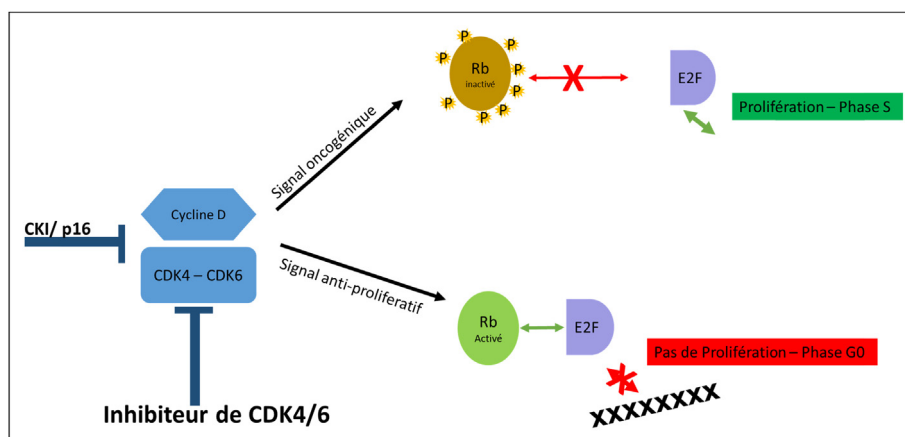 P
P
P
P
P
P
P
P
Rb
inactivé
X
E2F
Prolifération – Phase S
Signal oncogénique
Cycline D
CKI/ p16
CDK4 – CDK6
Signal anti-proliferatif
Rb
Activé
E2F
Pas de Prolifération – Phase G0
X
XXXXXXXX
Inhibiteur de CDK4/6